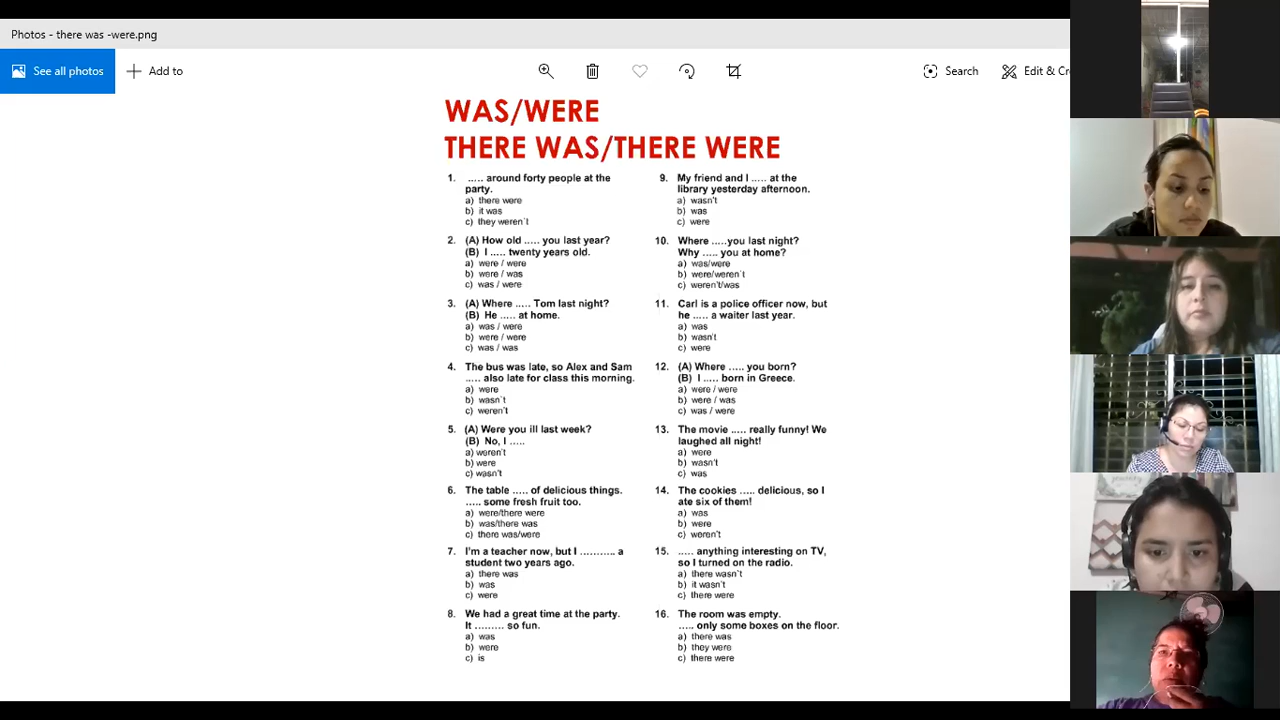 Photos - there was -were.png
See all photos
Add to
Search
Edit & Cr
WAS/WERE
THERE WAS/THERE WERE
1. ..... around forty people at the
party.
a) there were
b) it was
c) they weren`t
2. (A) How old ..... you last year?
(B) I ..... twenty years old.
a) were / were
b) were / was
c) was / were
3. (A) Where ..... Tom last night?
(B) He ..... at home.
a) was / were
b) were / were
c) was / was
4. The bus was late, so Alex and Sam
..... also late for class this morning.
a) were
b) wasn`t
c) weren't
5. (A) Were you ill last week?
(B) No, I .....
a) weren't
b) were
c) wasn't
6. The table ..... of delicious things.
..... some fresh fruit too.
a) were/there were
b) was/there was
c) there was/were
7. I'm a teacher now, but I .......... a
student two years ago.
a) there was
b) was
c) were
8. We had a great time at the party.
It ......... so fun.
a) was
b) were
c) is
9. My friend and I ..... at the
library yesterday afternoon.
a) wasn't
b) was
c) were
10. Where .....you last night?
Why ..... you at home?
a) was/were
b) were/weren`t
c) weren't/was
11. Carl is a police officer now, but
he ..... a waiter last year.
a) was
b) wasn't
c) were
12. (A) Where ..... you born?
(B) I ..... born in Greece.
a) were / were
b) were / was
c) was / were
13. The movie ..... really funny! We
laughed all night!
a) were
b) wasn't
c) was
14. The cookies ..... delicious, so I
ate six of them!
a) was
b) were
c) weren't
15. ..... anything interesting on TV,
so I turned on the radio.
a) there wasn`t
b) it wasn't
c) there were
16. The room was empty.
..... only some boxes on the floor.
a) there was
b) they were
c) there were